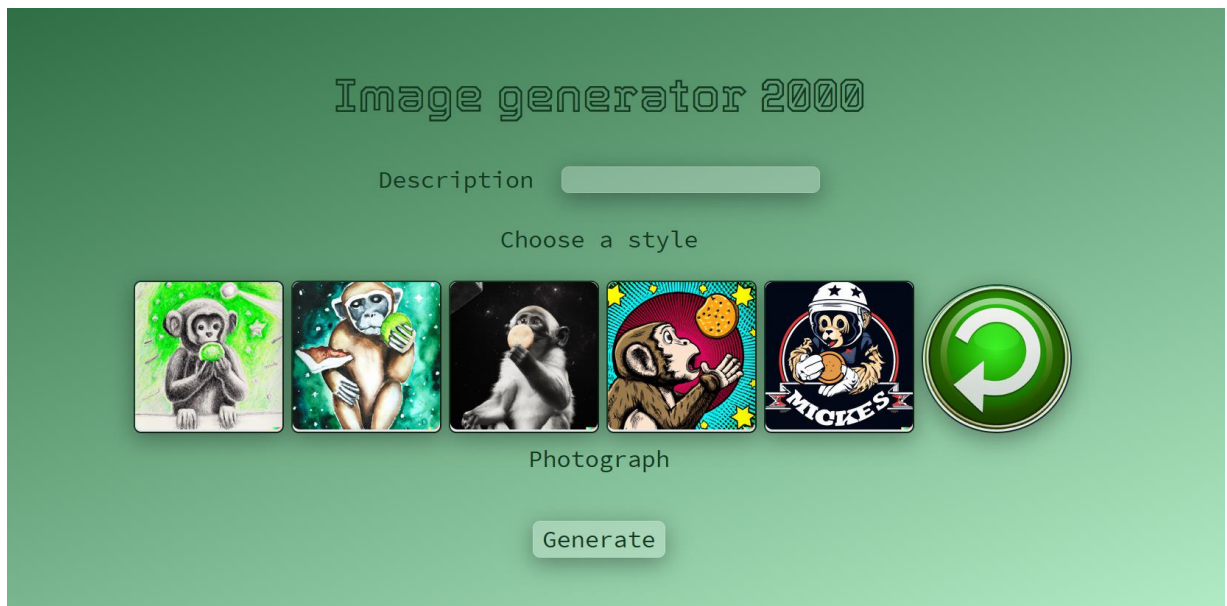 Image generator 2000
Description
Choose a style
MICKES
Photograph
Generate